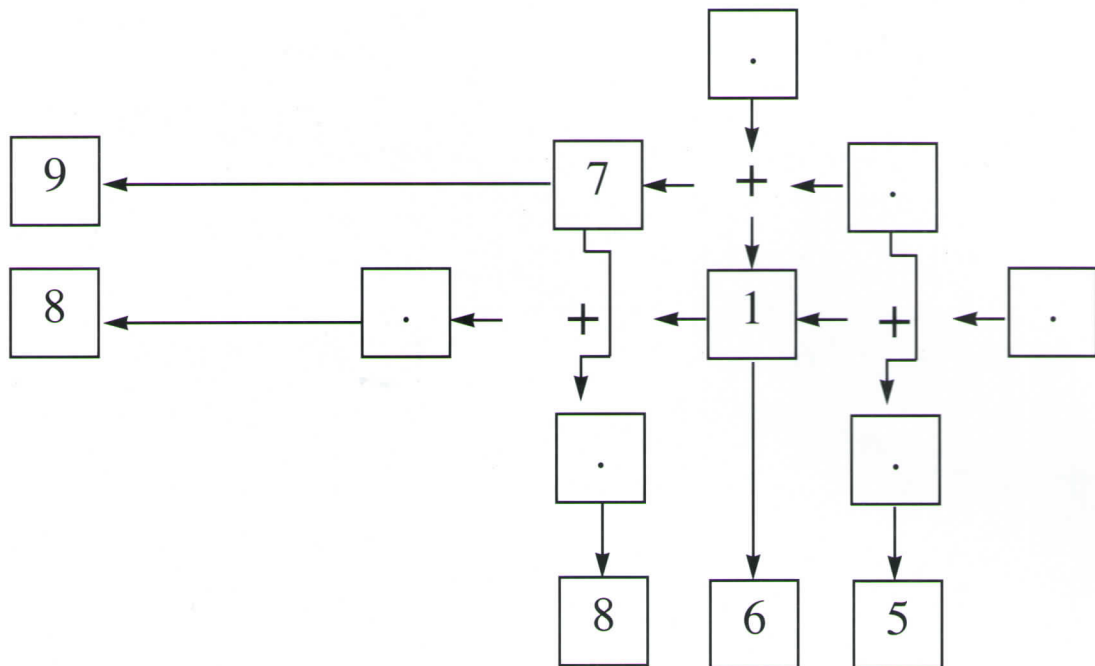 .
9 7 + .
8 . + 1 + .
. .
8 6 5